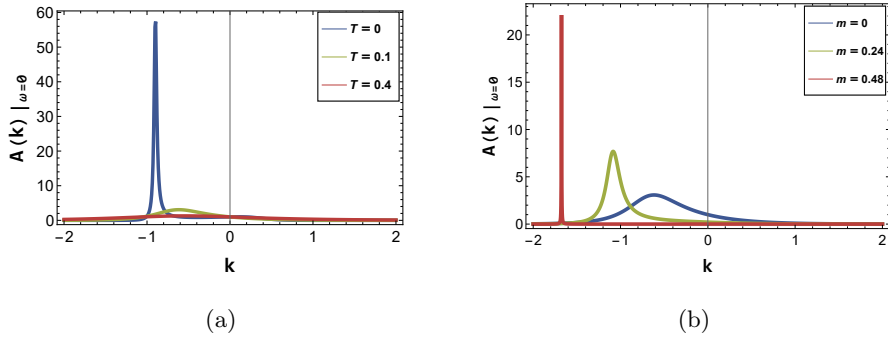 T = 0
T = 0.1
T = 0.4
A(k) |ω=0
60
50
40
30
20
10
0
−2 −1 0 1 2
k
(a)
m = 0
m = 0.24
m = 0.48
A(k) |ω=0
20
15
10
5
0
−2 −1 0 1 2
k
(b)